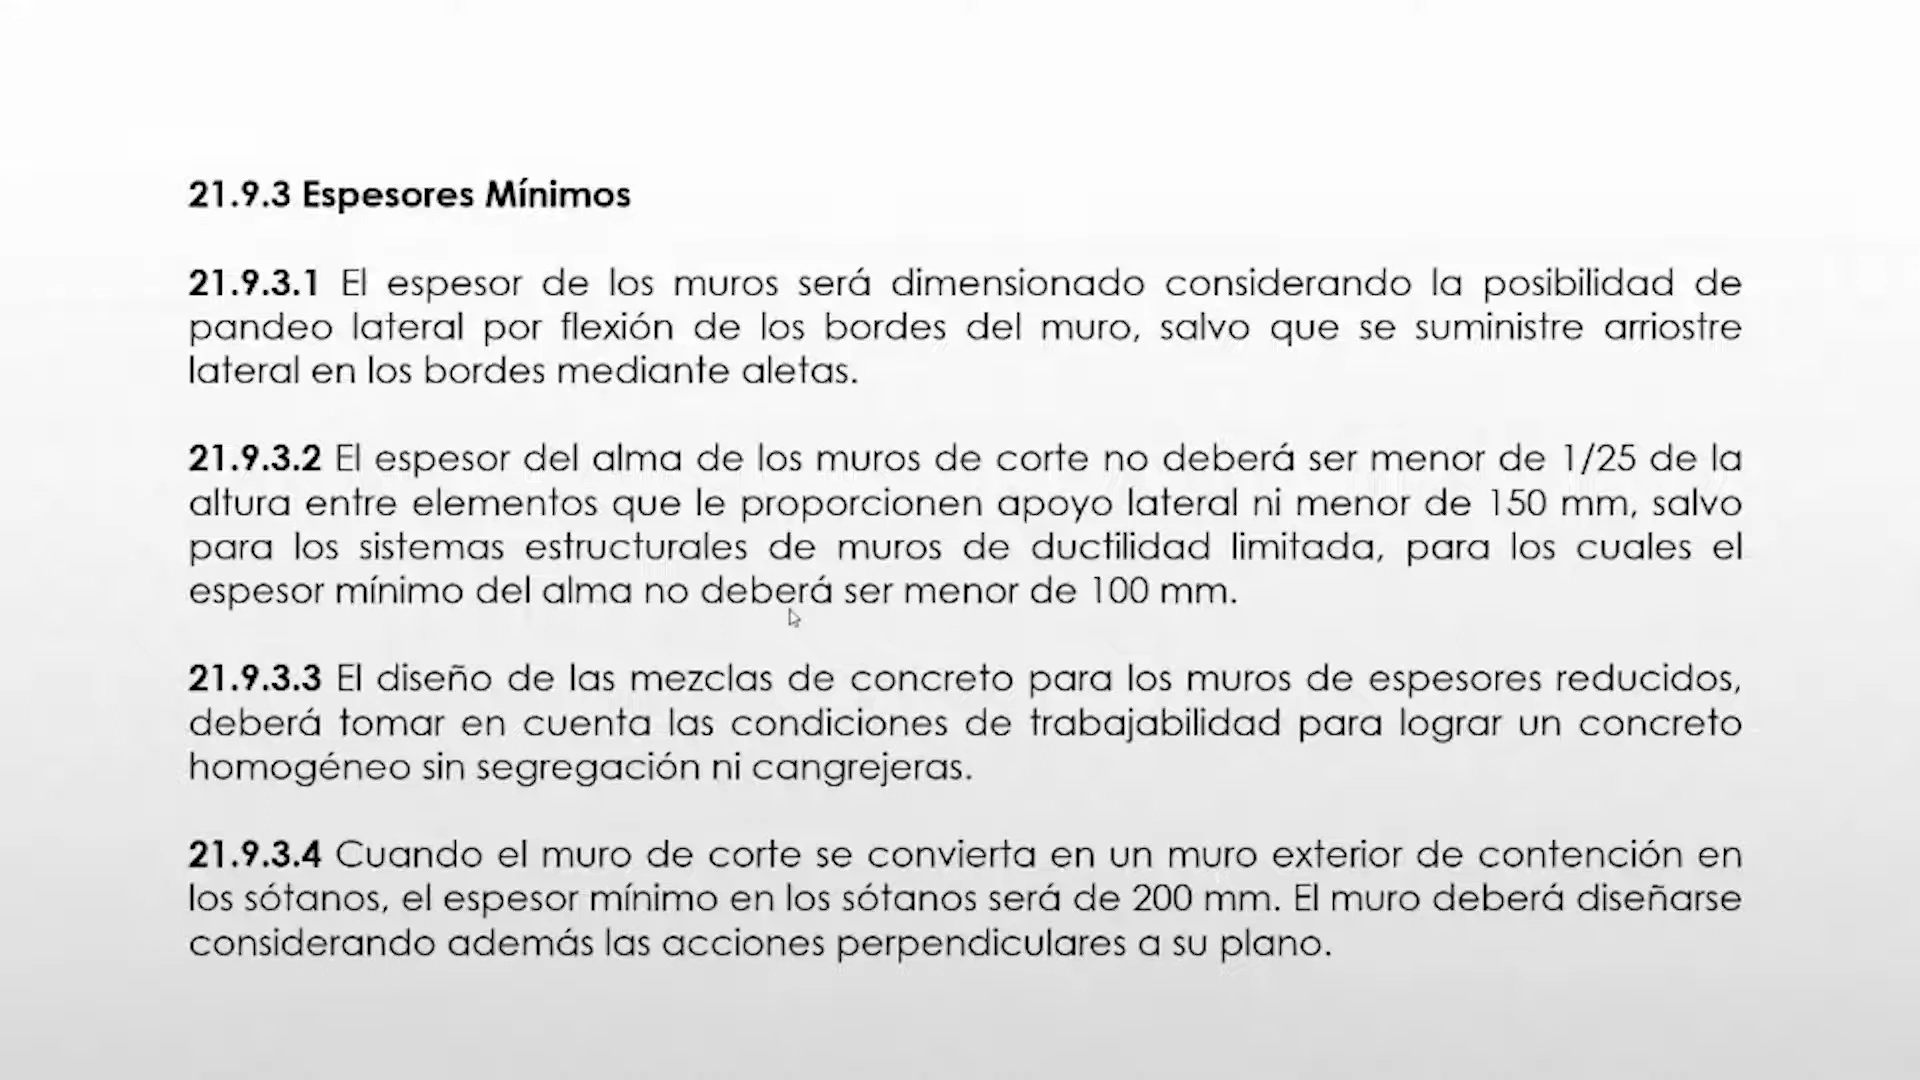 21.9.3 Espesores Mínimos
21.9.3.1 El espesor de los muros será dimensionado considerando la posibilidad de
pandeo lateral por flexión de los bordes del muro, salvo que se suministre arriostre
lateral en los bordes mediante aletas.
21.9.3.2 El espesor del alma de los muros de corte no deberá ser menor de 1/25 de la
altura entre elementos que le proporcionen apoyo lateral ni menor de 150 mm, salvo
para los sistemas estructurales de muros de ductilidad limitada, para los cuales el
espesor mínimo del alma no deberá ser menor de 100 mm.
21.9.3.3 El diseño de las mezclas de concreto para los muros de espesores reducidos,
deberá tomar en cuenta las condiciones de trabajabilidad para lograr un concreto
homogéneo sin segregación ni cangrejeras.
21.9.3.4 Cuando el muro de corte se convierta en un muro exterior de contención en
los sótanos, el espesor mínimo en los sótanos será de 200 mm. El muro deberá diseñarse
considerando además las acciones perpendiculares a su plano.